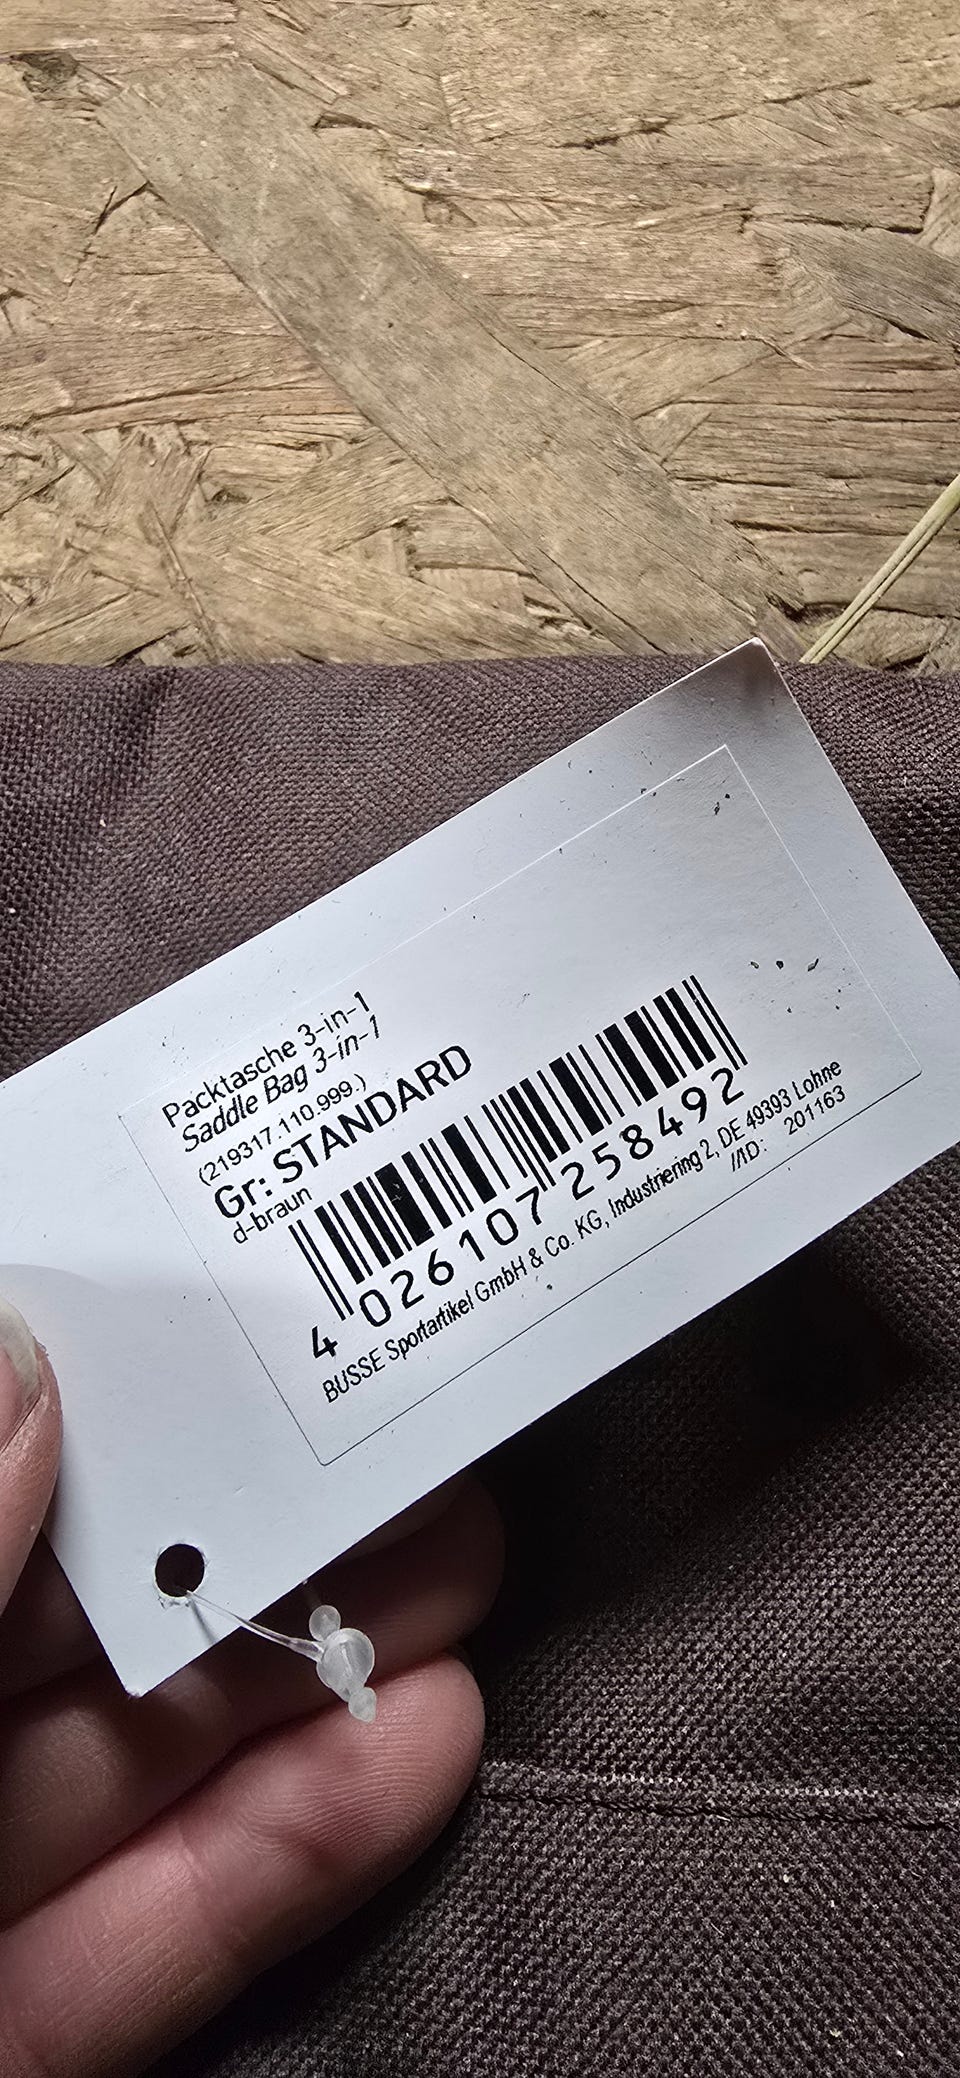 Packtasche 3-in-1
Saddle Bag 3-in-1
(219317.110.999.)
Gr: STANDARD
d-braun
4 026107 258492
BUSSE Sportartikel GmbH & Co. KG, Industriering 2, DE 49393 Lohne
//ID: 201163